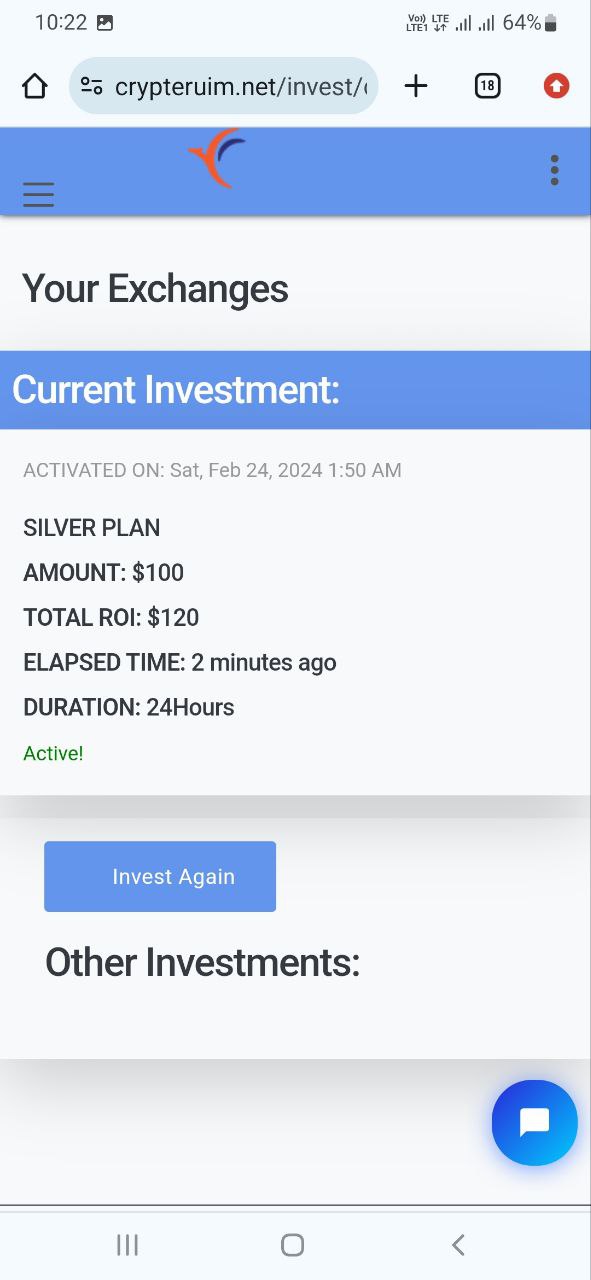 10:22
Vo) LTE
LTE1 64%
crypteruim.net/invest/
18
Your Exchanges
Current Investment:
ACTIVATED ON: Sat, Feb 24, 2024 1:50 AM
SILVER PLAN
AMOUNT: $100
TOTAL ROI: $120
ELAPSED TIME: 2 minutes ago
DURATION: 24Hours
Active!
Invest Again
Other Investments: